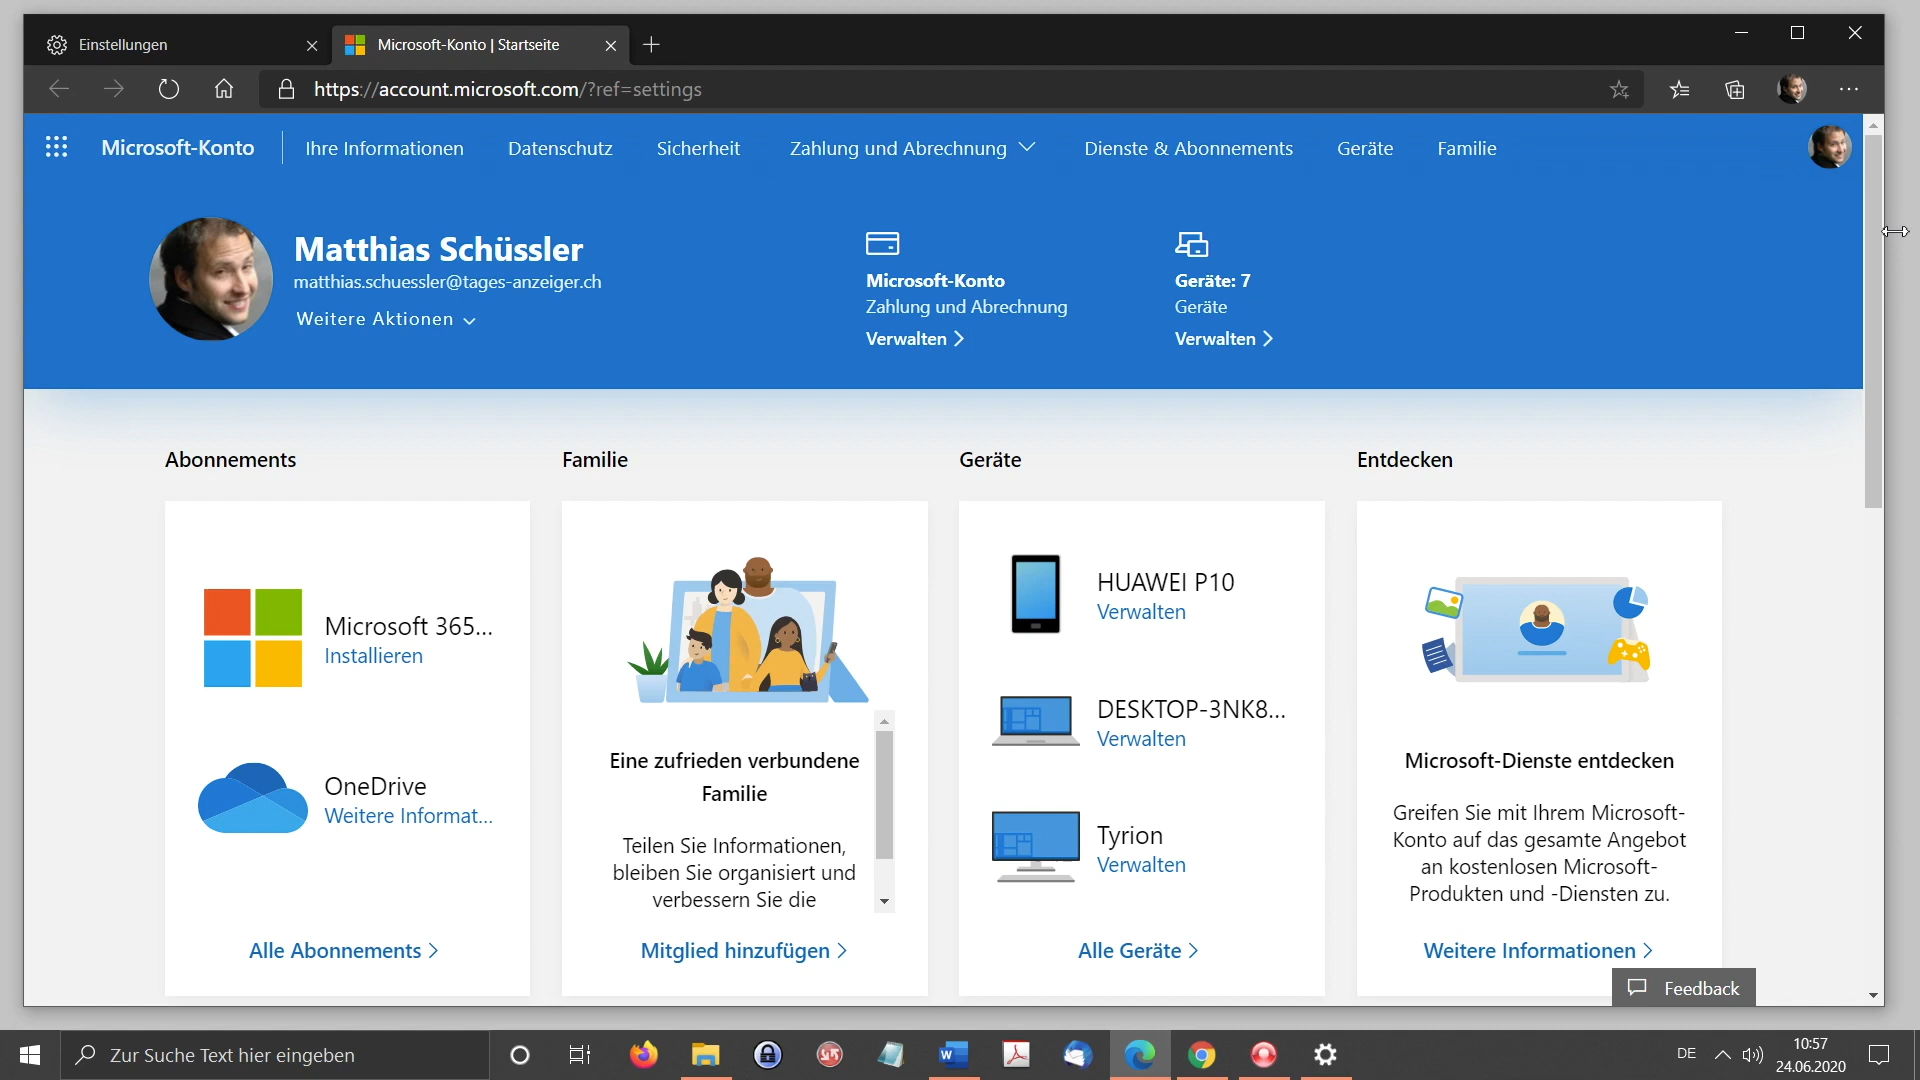 Einstellungen
Microsoft-Konto | Startseite
https://account.microsoft.com/?ref=settings
Microsoft-Konto
Ihre Informationen
Datenschutz
Sicherheit
Zahlung und Abrechnung
Dienste & Abonnements
Geräte
Familie
Matthias Schüssler
matthias.schuessler@tages-anzeiger.ch
Weitere Aktionen
Microsoft-Konto
Zahlung und Abrechnung
Verwalten
Geräte: 7
Geräte
Verwalten
Abonnements
Microsoft 365...
Installieren
OneDrive
Weitere Informat...
Alle Abonnements
Familie
Eine zufrieden verbundene
Familie
Teilen Sie Informationen,
bleiben Sie organisiert und
verbessern Sie die
Mitglied hinzufügen
Geräte
HUAWEI P10
Verwalten
DESKTOP-3NK8...
Verwalten
Tyrion
Verwalten
Alle Geräte
Entdecken
Microsoft-Dienste entdecken
Greifen Sie mit Ihrem Microsoft-
Konto auf das gesamte Angebot
an kostenlosen Microsoft-
Produkten und -Diensten zu.
Weitere Informationen
Feedback
Zur Suche Text hier eingeben
DE
10:57
24.06.2020